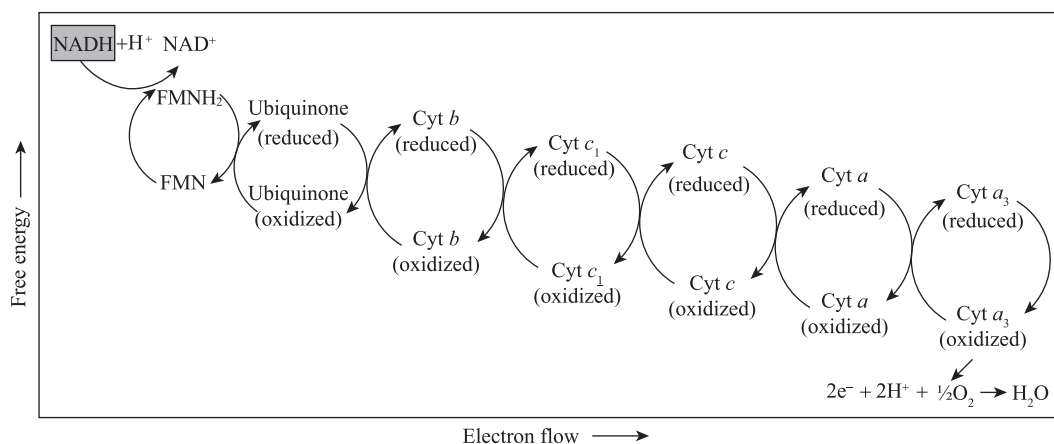 NADH+H⁺ NAD⁺
FMNH₂
FMN
Ubiquinone
(reduced)
Ubiquinone
(oxidized)
Cyt b
(reduced)
Cyt b
(oxidized)
Cyt c₁
(reduced)
Cyt c₁
(oxidized)
Cyt c
(reduced)
Cyt c
(oxidized)
Cyt a
(reduced)
Cyt a
(oxidized)
Cyt a₃
(reduced)
Cyt a₃
(oxidized)
2e⁻ + 2H⁺ + ½O₂ → H₂O
Free energy →
Electron flow →